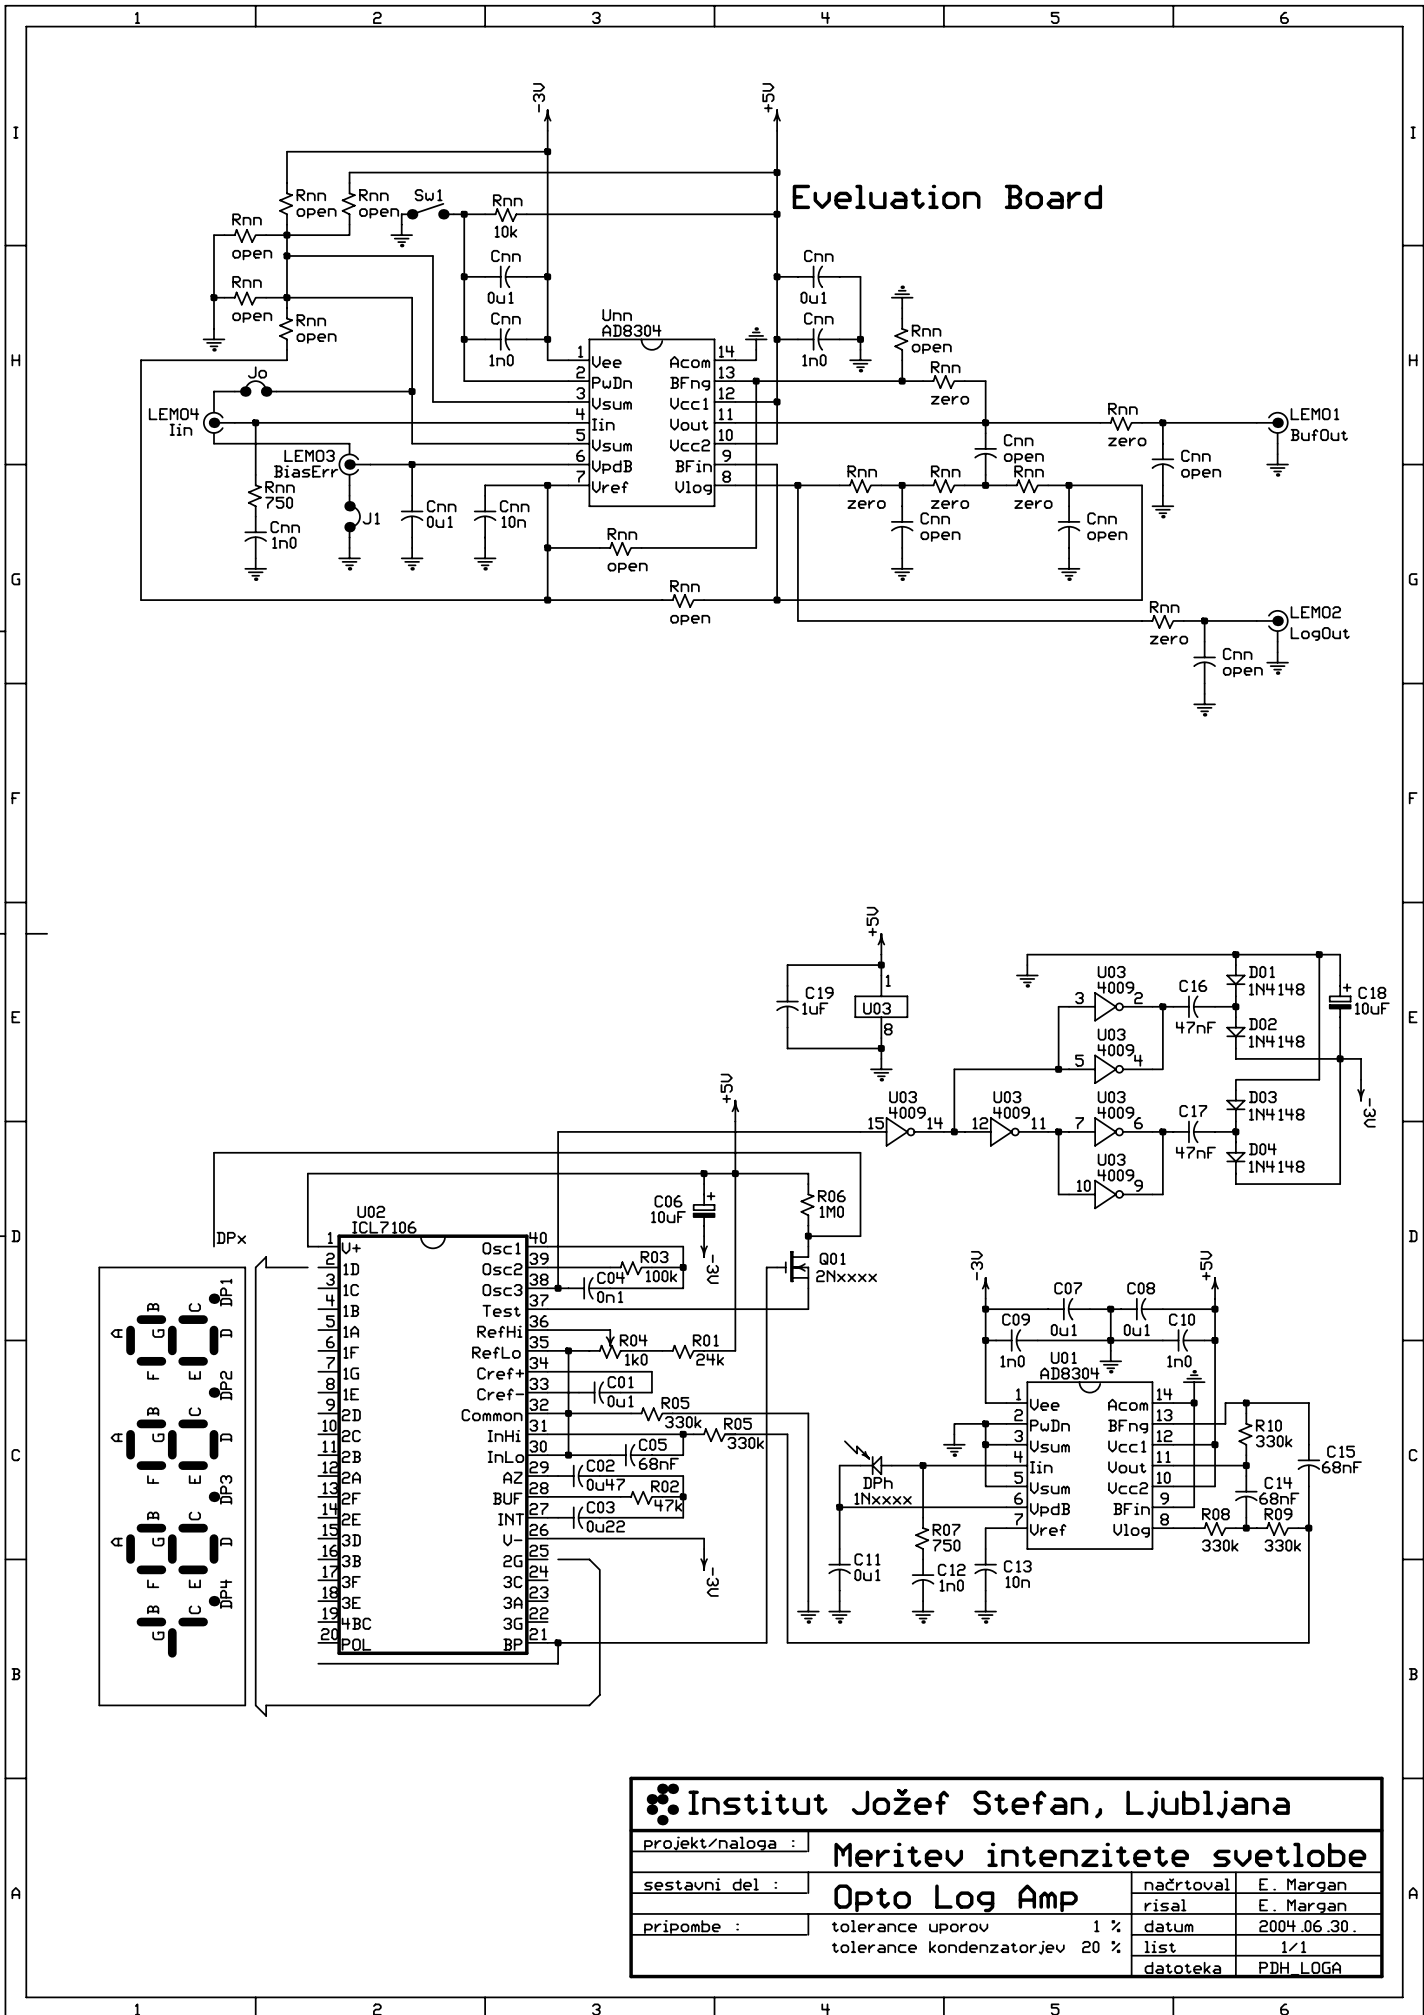 1 2 3 4 5 6
-3V
+5V
I
I
Eveluation Board
Rnn
open
Rnn
open
Sw1
Rnn
10k
Rnn
open
Cnn
0u1
Cnn
0u1
Rnn
open
Rnn
open
Cnn
1n0
Cnn
1n0
Rnn
open
H
H
Unn
AD8304
1 Vee
2 PwDn
3 Vsum
4 Iin
5 Vsum
6 VpdB
7 Vref
Acom 14
BFng 13
Vcc1 12
Vout 11
Vcc2 10
BFin 9
Vlog 8
Jo
LEMO4
Iin
LEMO3
BiasErr
Rnn
zero
Rnn
zero
LEMO1
BufOut
Cnn
open
Cnn
open
Rnn
750
Cnn
1n0
J1
Cnn
0u1
Cnn
10n
Rnn
zero
Rnn
zero
Rnn
zero
Cnn
open
Cnn
open
Rnn
open
Rnn
open
G
G
Rnn
zero
LEMO2
LogOut
Cnn
open
F
F
+5V
C19
1uF
1
U03
8
E
E
U03
4009
3 2
C16
47nF
D01
1N4148
D02
1N4148
+
C18
10uF
U03
4009
5 4
-3V
U03
4009
15 14
U03
4009
12 11
U03
4009
7 6
C17
47nF
D03
1N4148
D04
1N4148
U03
4009
10 9
+5V
C06
10uF
+
-3V
R06
1M0
Q01
2Nxxxx
D
D
DPx
U02
ICL7106
1 V+
2 1D
3 1C
4 1B
5 1A
6 1F
7 1G
8 1E
9 2D
10 2C
11 2B
12 2A
13 2F
14 2E
15 3D
16 3B
17 3F
18 3E
19 4BC
20 POL
Osc1 40
Osc2 39
Osc3 38
Test 37
RefHi 36
RefLo 35
Cref+ 34
Cref- 33
Common 32
InHi 31
InLo 30
AZ 29
BUF 28
INT 27
V- 26
2G 25
3C 24
3A 23
3G 22
BP 21
R03
100k
C04
0n1
R04
1k0
R01
24k
C01
0u1
R05
330k
R05
330k
C05
68nF
C02
0u47
R02
47k
C03
0u22
-3V
A B C D E F G DP1
DP2
A B C D E F G
DP3
A B C D E F G
DP4
B C G E
-3V
+5V
C07
0u1
C08
0u1
C09
1n0
C10
1n0
U01
AD8304
1 Vee
2 PwDn
3 Vsum
4 Iin
5 Vsum
6 VpdB
7 Vref
Acom 14
BFng 13
Vcc1 12
Vout 11
Vcc2 10
BFin 9
Vlog 8
DPh
1Nxxxx
R10
330k
C14
68nF
C15
68nF
R08
330k
R09
330k
R07
750
C11
0u1
C12
1n0
C13
10n
C
C
B
B
A
A
Institut Jožef Stefan, Ljubljana
projekt/naloga :
Meritev intenzitete svetlobe
sestavni del :
Opto Log Amp
načrtoval E. Margan
risal E. Margan
pripombe :
tolerance uporov 1 %
datum 2004.06.30.
tolerance kondenzatorjev 20 %
list 1/1
datoteka PDH_LOGA
1 2 3 4 5 6